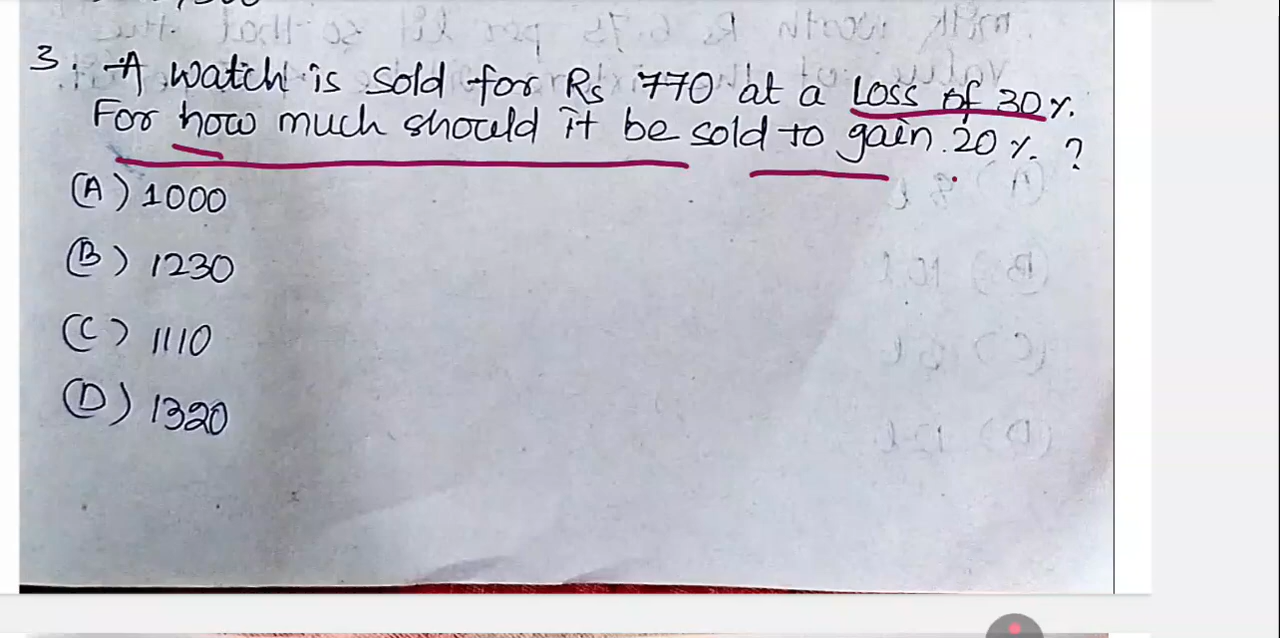 3. A watch is sold for Rs 770 at a Loss of 30%.
For how much should it be sold to gain 20%. ?
(A) 1000
(B) 1230
(C) 1110
(D) 1320